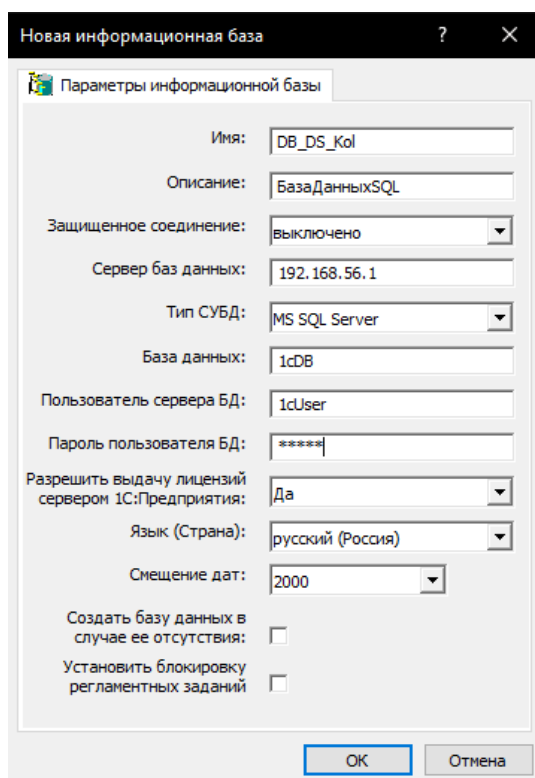 Новая информационная база
? ×
Параметры информационной базы
Имя: DB_DS_Kol
Описание: БазаДанныхSQL
Защищенное соединение: выключено
Сервер баз данных: 192.168.56.1
Тип СУБД: MS SQL Server
База данных: 1cDB
Пользователь сервера БД: 1cUser
Пароль пользователя БД: *****
Разрешить выдачу лицензий
сервером 1С:Предприятия: Да
Язык (Страна): русский (Россия)
Смещение дат: 2000
Создать базу данных в
случае ее отсутствия:
Установить блокировку
регламентных заданий
ОК Отмена